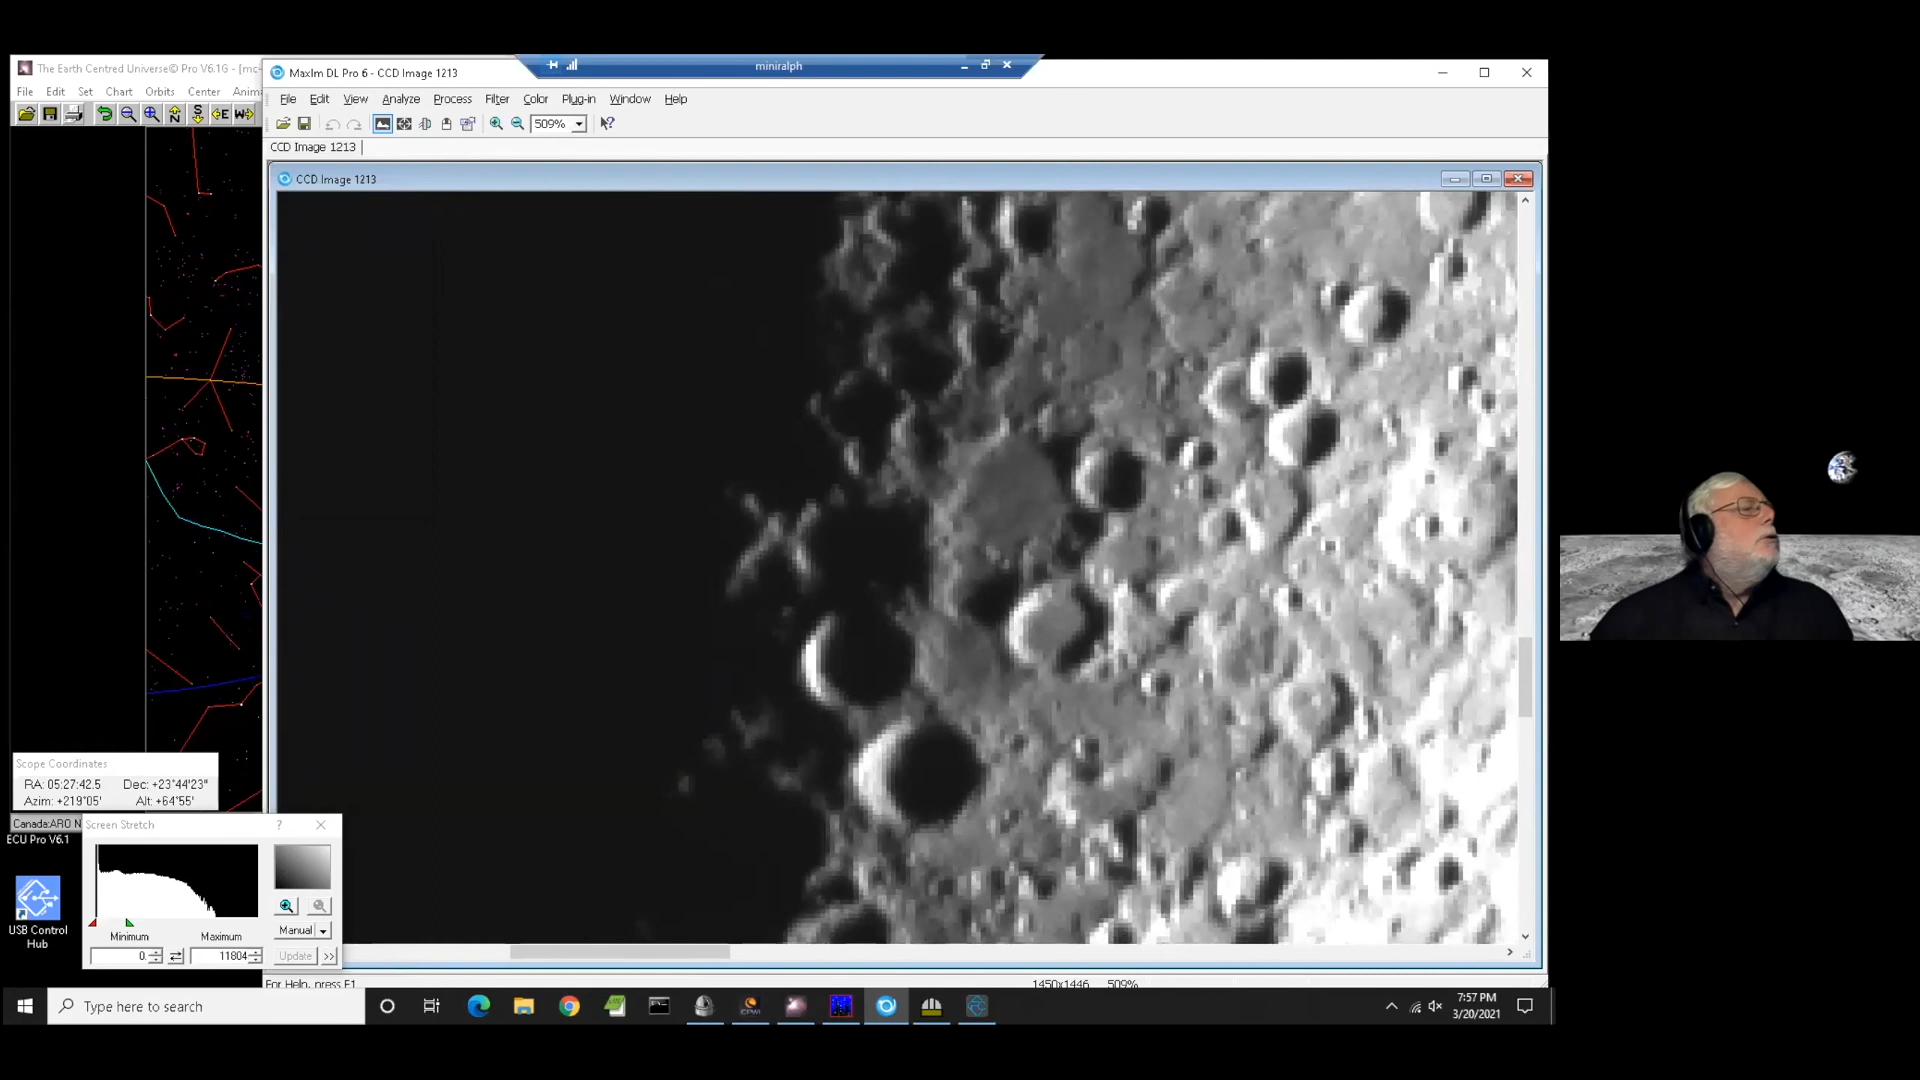 The Earth Centred Universe© Pro V6.1G - [mc-
File Edit Set Chart Orbits Center Anim
miniralph
MaxIm DL Pro 6 - CCD Image 1213
File Edit View Analyze Process Filter Color Plug-in Window Help
509%
CCD Image 1213
CCD Image 1213
Scope Coordinates
RA: 05:27:42.5 Dec: +23°44'23"
Azim: +219°05' Alt: +64°55'
Canada:ARO N
ECU Pro V6.1
Screen Stretch
Manual
Minimum Maximum
0. 11804
Update >>
USB Control
Hub
For Help, press F1
1450x1446 509%
Type here to search
CPWI
7:57 PM
3/20/2021